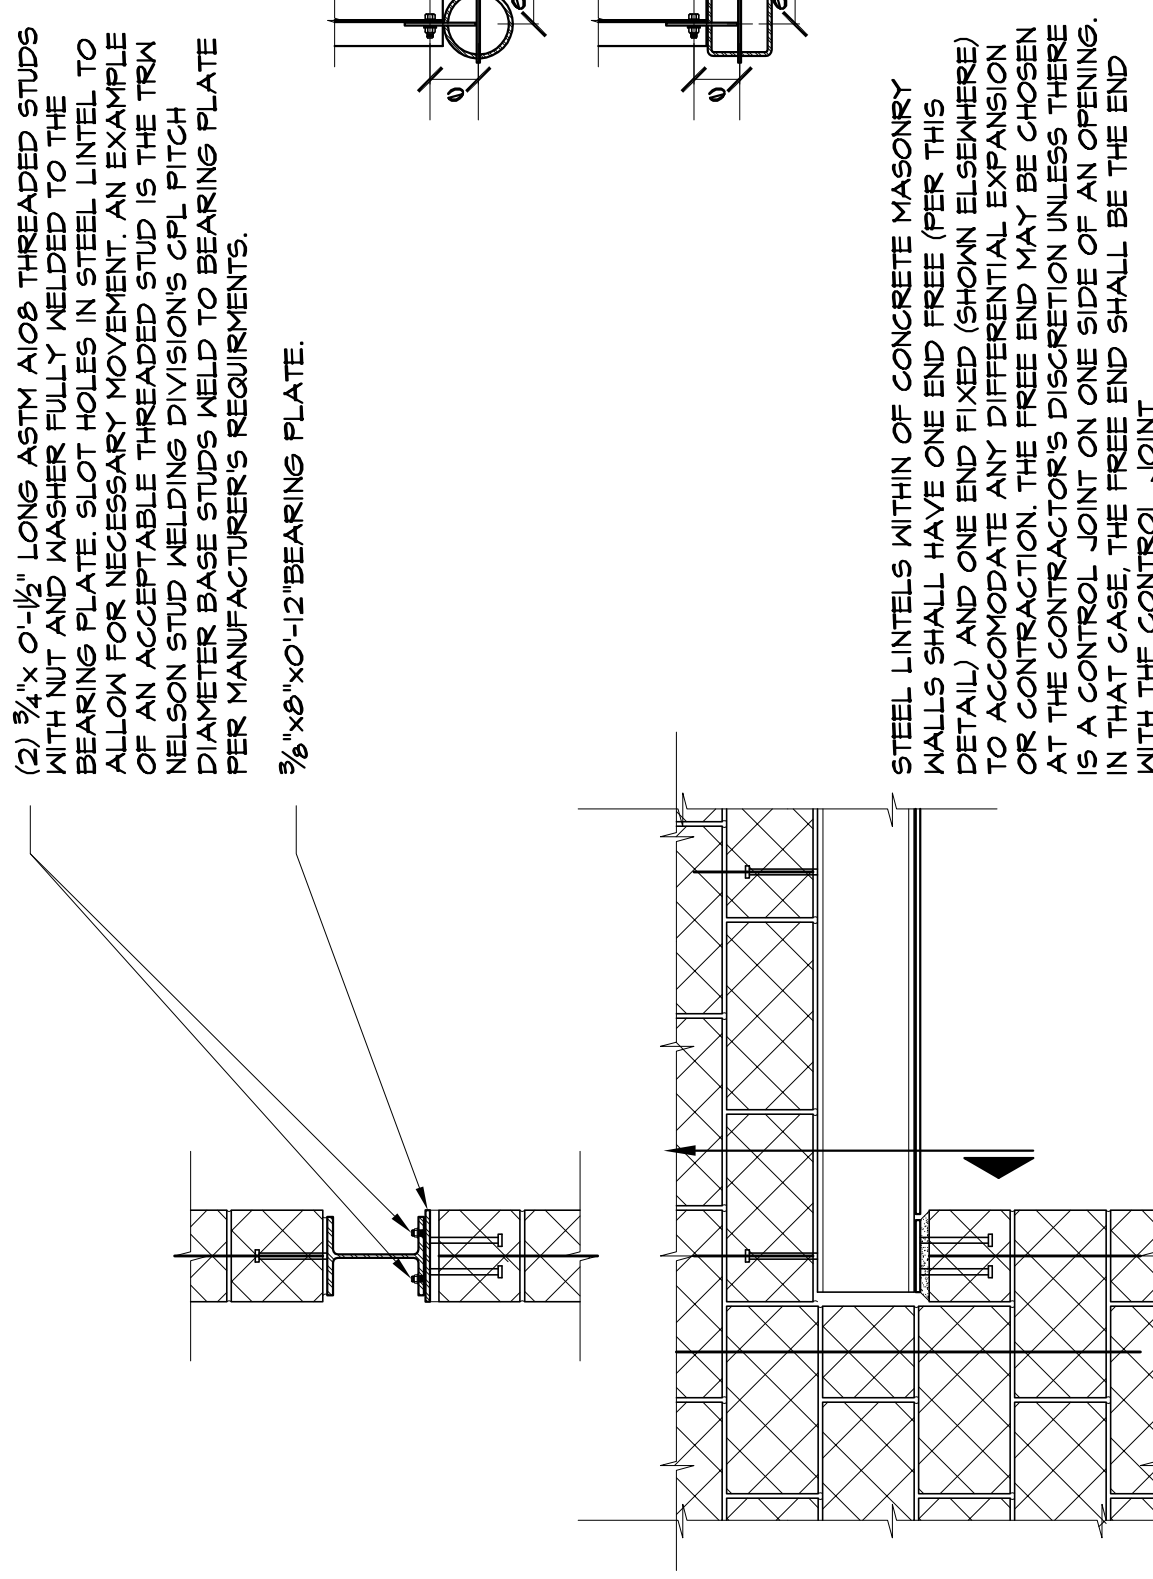 (2) 3/4"x 0'-1½" LONG ASTM A108 THREADED STUDS
WITH NUT AND WASHER FULLY WELDED TO THE
BEARING PLATE. SLOT HOLES IN STEEL LINTEL TO
ALLOW FOR NECESSARY MOVEMENT. AN EXAMPLE
OF AN ACCEPTABLE THREADED STUD IS THE TRW
NELSON STUD WELDING DIVISION'S CPL PITCH
DIAMETER BASE STUDS WELD TO BEARING PLATE
PER MANUFACTURER'S REQUIRMENTS.
3/8"x8"x0'-12"BEARING PLATE.
e
e
STEEL LINTELS WITHIN OF CONCRETE MASONRY
WALLS SHALL HAVE ONE END FREE (PER THIS
DETAIL) AND ONE END FIXED (SHOWN ELSEWHERE)
TO ACCOMODATE ANY DIFFERENTIAL EXPANSION
OR CONTRACTION. THE FREE END MAY BE CHOSEN
AT THE CONTRACTOR'S DISCRETION UNLESS THERE
IS A CONTROL JOINT ON ONE SIDE OF AN OPENING.
IN THAT CASE, THE FREE END SHALL BE THE END
WITH THE CONTROL JOINT